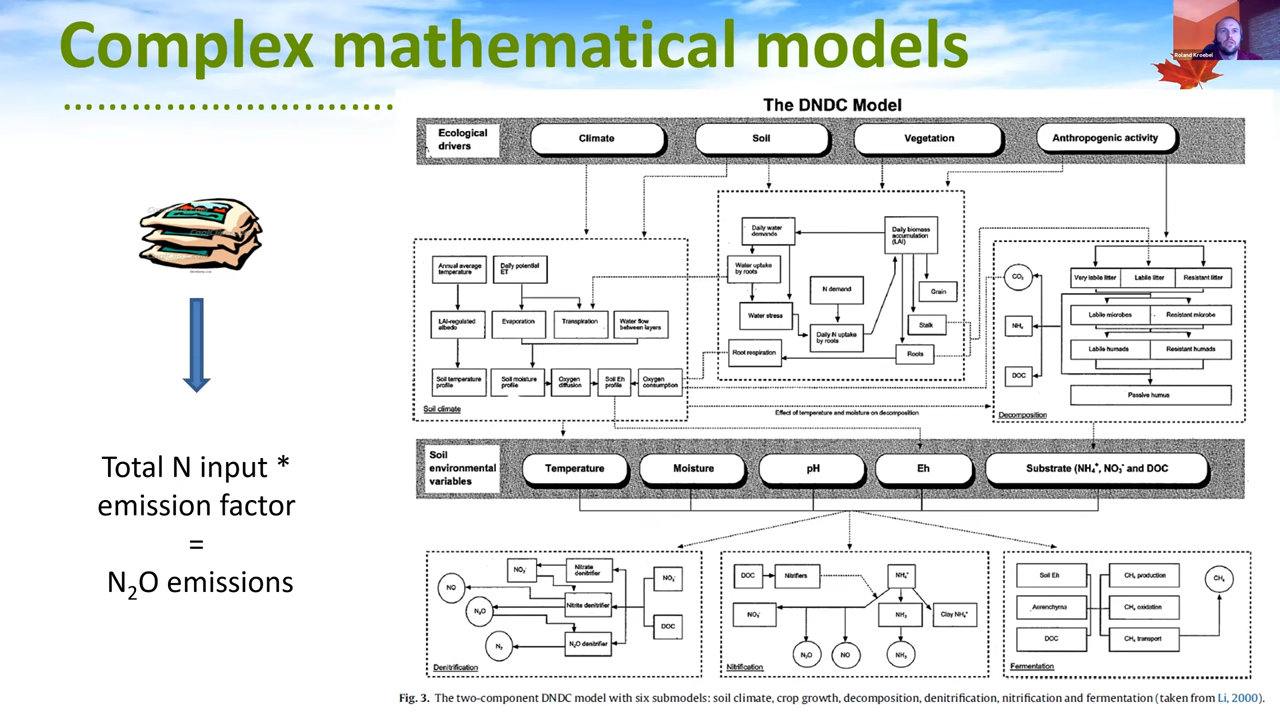 Complex mathematical models
Roland Kroebel
The DNDC Model
Ecological
drivers
Climate
Soil
Vegetation
Anthropogenic activity
Annual average
temperature
Daily potential
ET
LAI-regulated
albedo
Evaporation
Transpiration
Water flow
between layers
Soil temperature
profile
Soil moisture
profile
Oxygen
diffusion
Soil Eh
profile
Oxygen
consumption
Soil climate
Daily water
demands
Daily biomass
accumulation
(LAI)
Water uptake
by roots
N demand
Grain
Water stress
Daily N uptake
by roots
Stalk
Root respiration
Roots
CO₂
Very labile litter
Labile litter
Resistant litter
Labile microbes
Resistant microbe
NH₄
Labile humads
Resistant humads
DOC
Passive humus
Decomposition
Effect of temperature and moisture on decomposition
Soil
environmental
variables
Temperature
Moisture
pH
Eh
Substrate (NH₄⁺, NO₃⁻ and DOC
Total N input *
emission factor
=
N₂O emissions
NO₂⁻
Nitrate
denitrifier
NO₃⁻
NO
Nitrite denitrifier
N₂O
DOC
N₂
N₂O denitrifier
Denitrification
DOC
Nitrifiers
NH₄⁺
NO₃⁻
NH₃
Clay NH₄⁺
N₂O
NO
NH₃
Nitrification
Soil Eh
CH₄ production
CH₄
Aerenchyma
CH₄ oxidation
DOC
CH₄ transport
Fermentation
Fig. 3. The two-component DNDC model with six submodels: soil climate, crop growth, decomposition, denitrification, nitrification and fermentation (taken from Li, 2000).